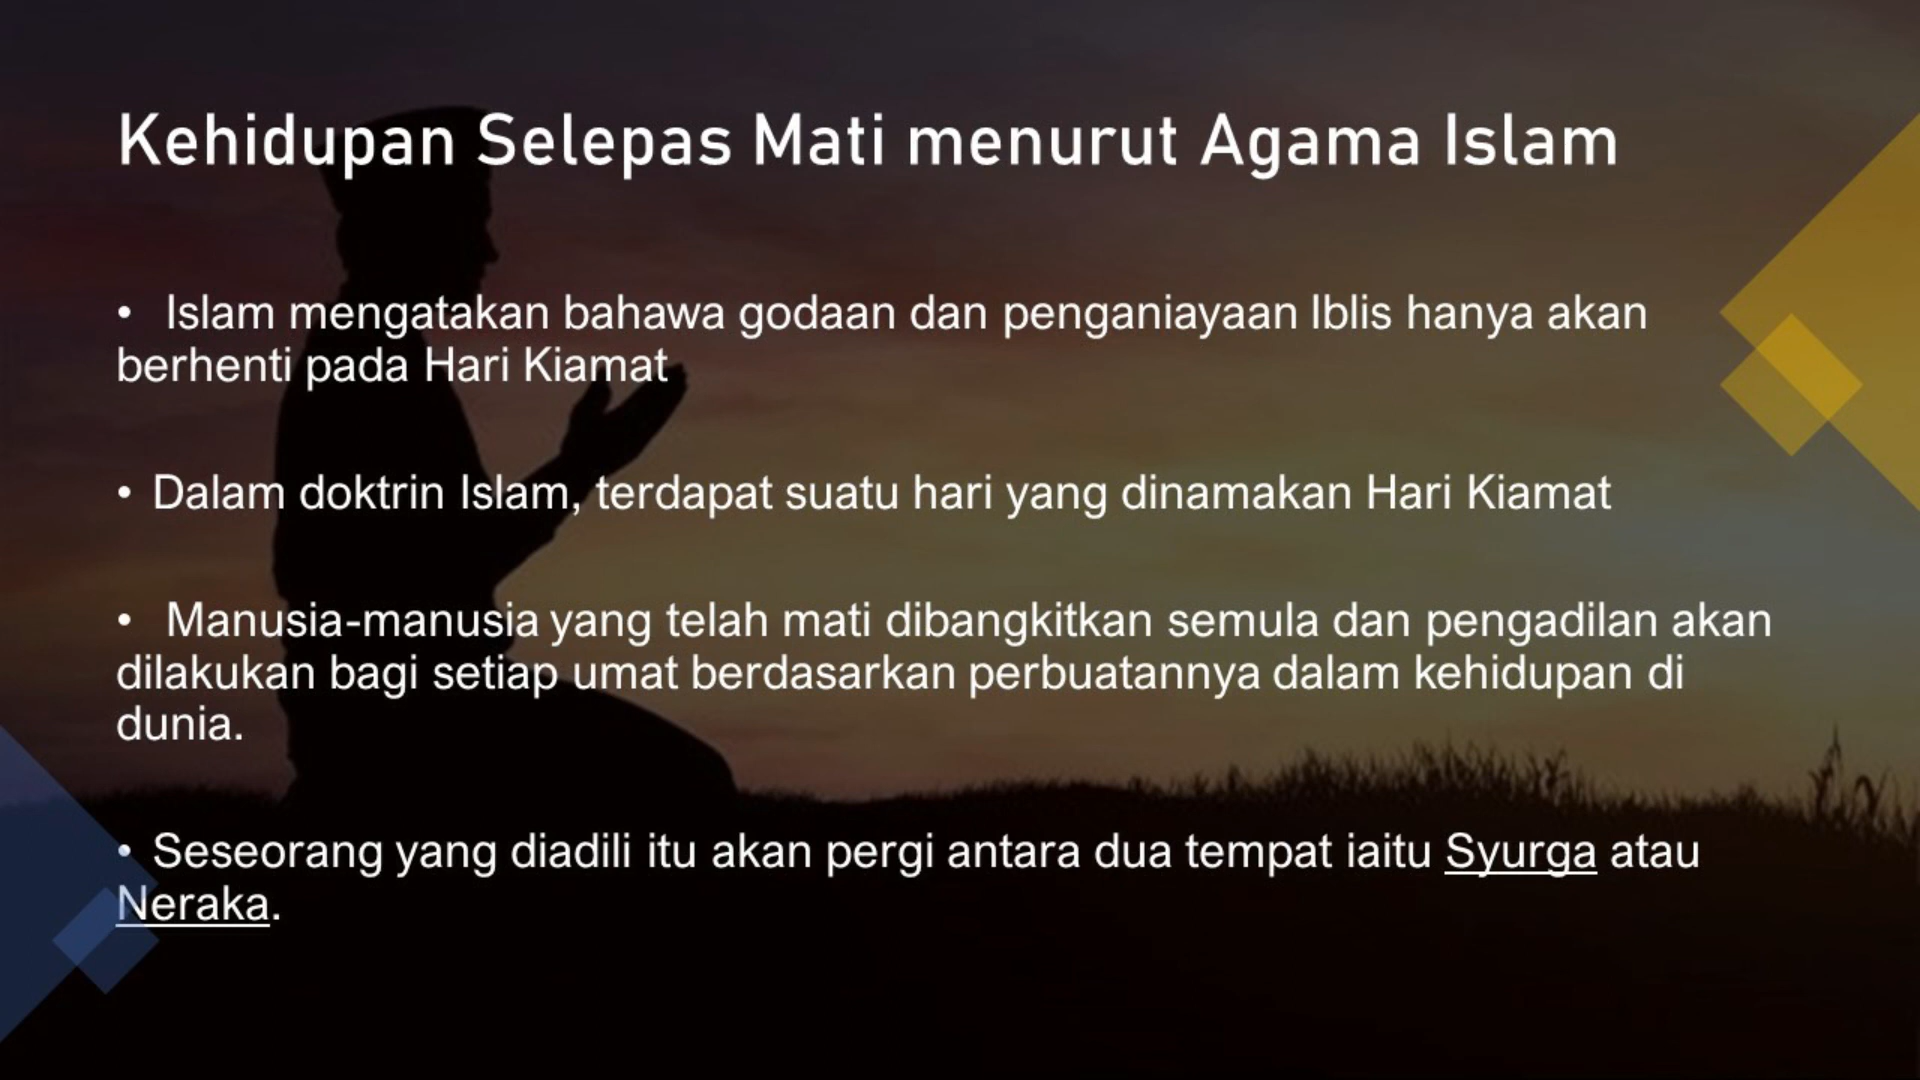 Kehidupan Selepas Mati menurut Agama Islam
• Islam mengatakan bahawa godaan dan penganiayaan Iblis hanya akan
berhenti pada Hari Kiamat
• Dalam doktrin Islam, terdapat suatu hari yang dinamakan Hari Kiamat
• Manusia-manusia yang telah mati dibangkitkan semula dan pengadilan akan
dilakukan bagi setiap umat berdasarkan perbuatannya dalam kehidupan di
dunia.
• Seseorang yang diadili itu akan pergi antara dua tempat iaitu Syurga atau
Neraka.